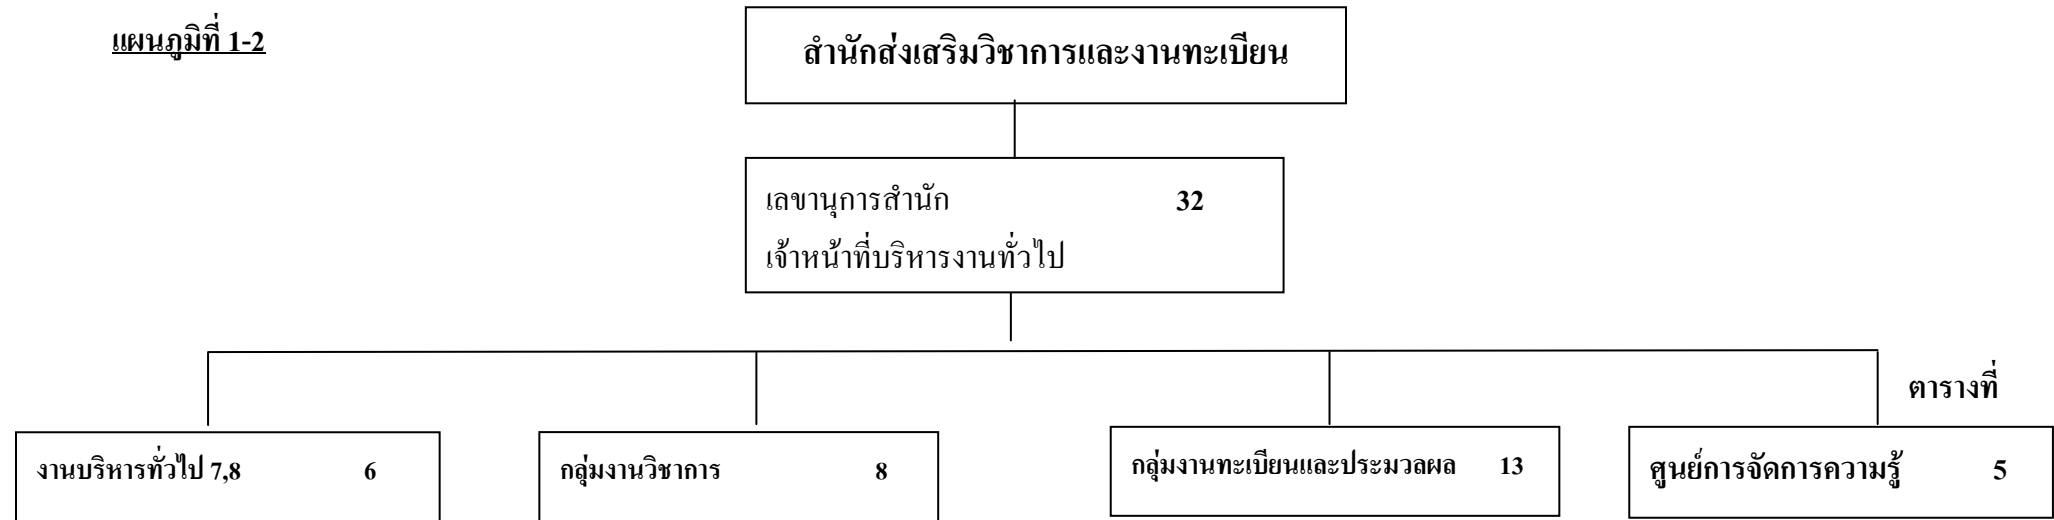 แผนภูมิที่ 1-2
สำนักส่งเสริมวิชาการและงานทะเบียน
เลขานุการสำนัก 32
เจ้าหน้าที่บริหารงานทั่วไป
ตารางที่
งานบริหารทั่วไป 7,8 6
กลุ่มงานวิชาการ 8
กลุ่มงานทะเบียนและประมวลผล 13
ศูนย์การจัดการความรู้ 5